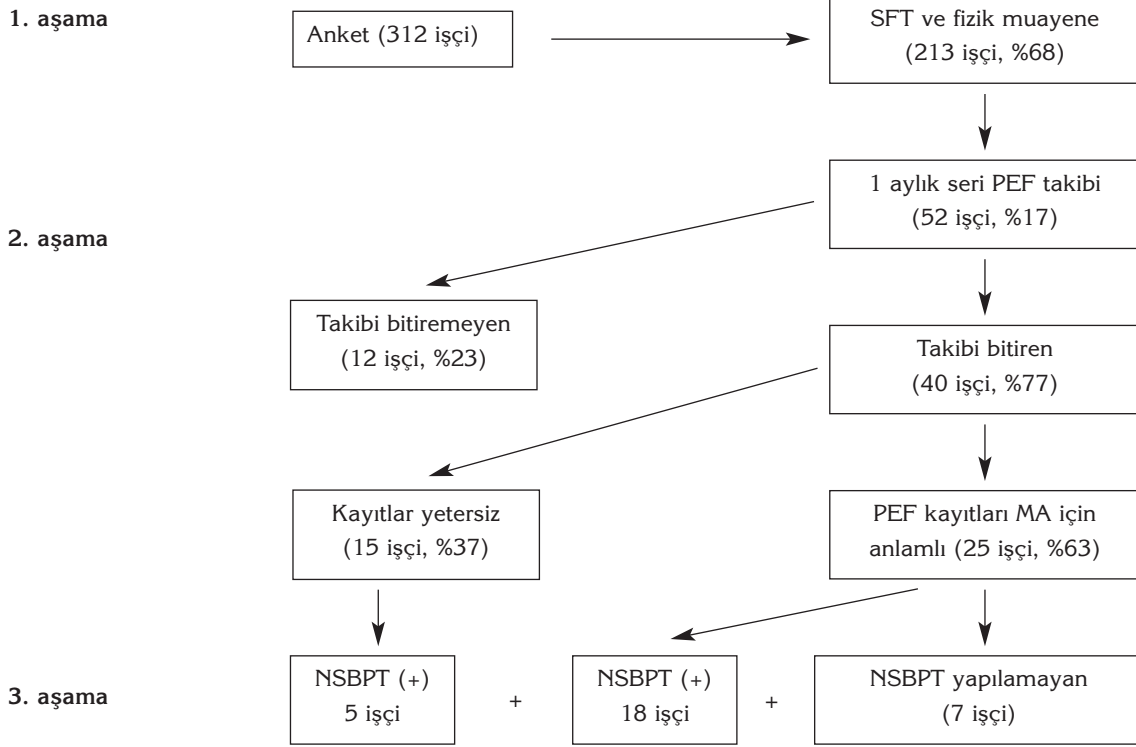 1. aşama
Anket (312 işçi)
SFT ve fizik muayene
(213 işçi, %68)
1 aylık seri PEF takibi
(52 işçi, %17)
2. aşama
Takibi bitiremeyen
(12 işçi, %23)
Takibi bitiren
(40 işçi, %77)
Kayıtlar yetersiz
(15 işçi, %37)
PEF kayıtları MA için
anlamlı (25 işçi, %63)
3. aşama
NSBPT (+)
5 işçi
+
NSBPT (+)
18 işçi
+
NSBPT yapılamayan
(7 işçi)